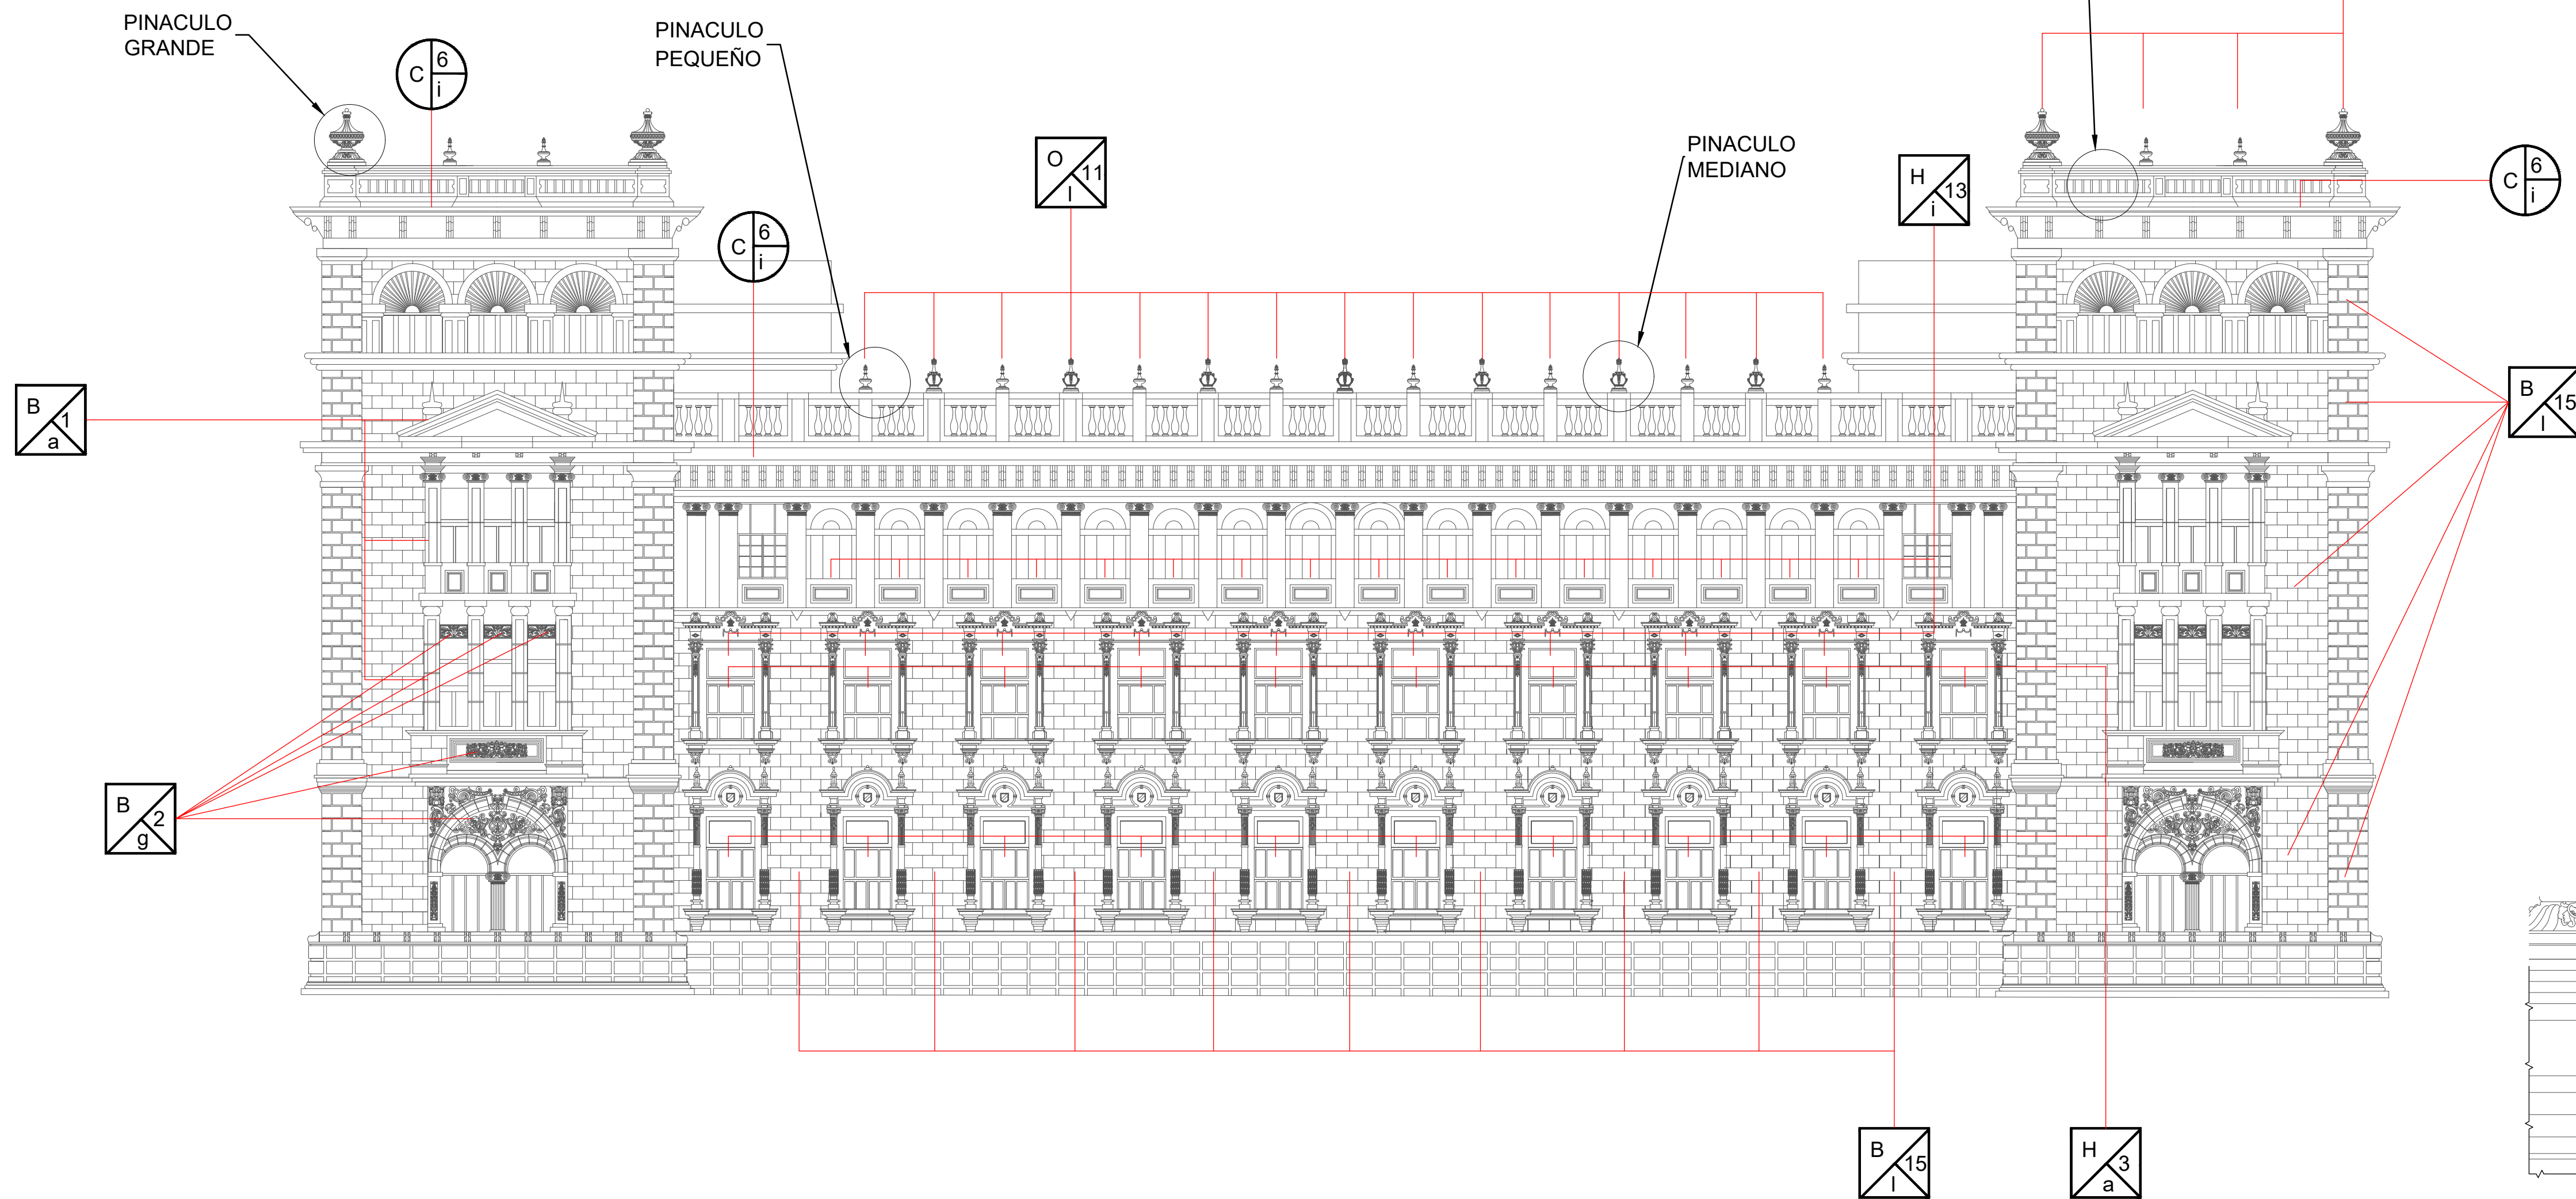 PINACULO
GRANDE
C 6
i
PINACULO
PEQUEÑO
O 11
l
PINACULO
MEDIANO
H 13
i
C 6
i
C 6
i
B 1
a
B 15
l
B 2
g
B 15
l
H 3
a